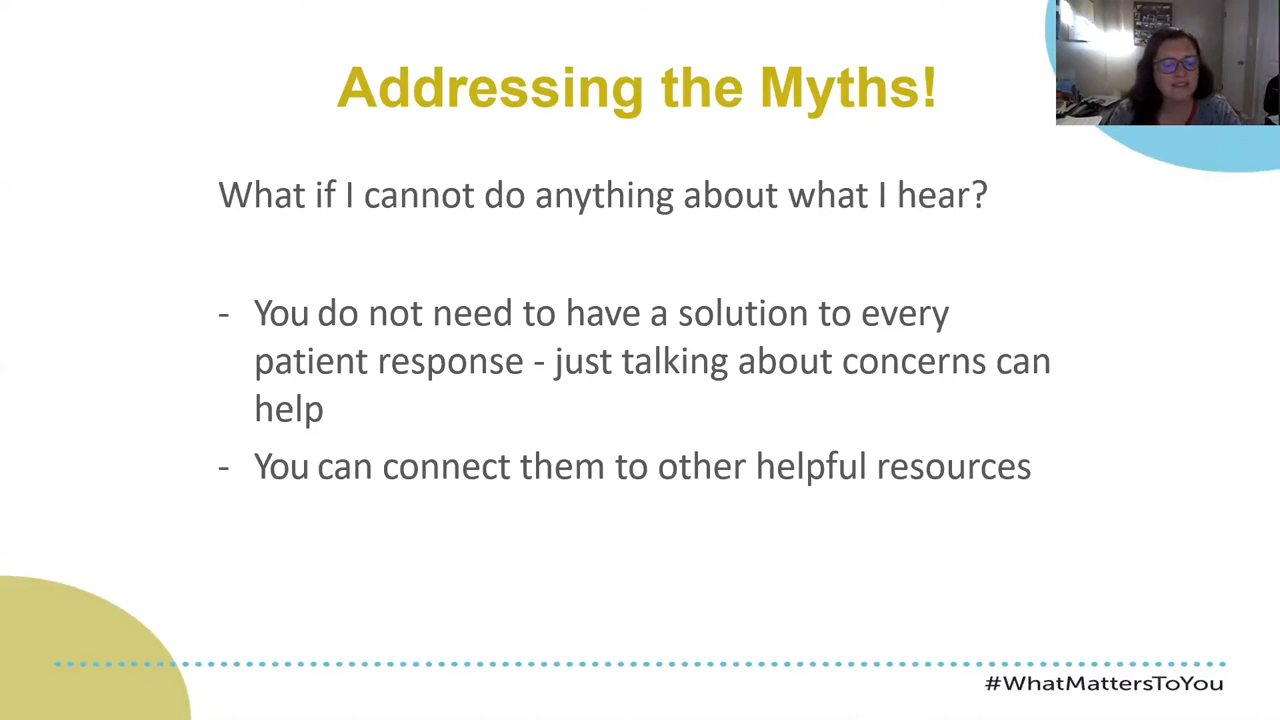 Addressing the Myths!
What if I cannot do anything about what I hear?
- You do not need to have a solution to every
patient response - just talking about concerns can
help
- You can connect them to other helpful resources
#WhatMattersToYou